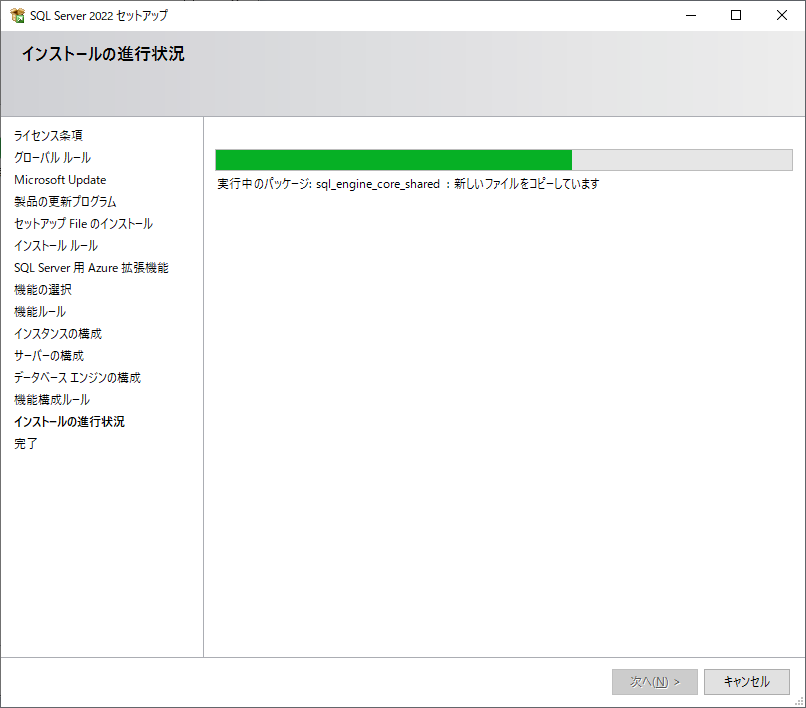 SQL Server 2022 セットアップ
インストールの進行状況
ライセンス条項
グローバル ルール
Microsoft Update
製品の更新プログラム
セットアップ File のインストール
インストール ルール
SQL Server 用 Azure 拡張機能
機能の選択
機能ルール
インスタンスの構成
サーバーの構成
データベース エンジンの構成
機能構成ルール
インストールの進行状況
完了
実行中のパッケージ: sql_engine_core_shared : 新しいファイルをコピーしています
次へ(N) >
キャンセル